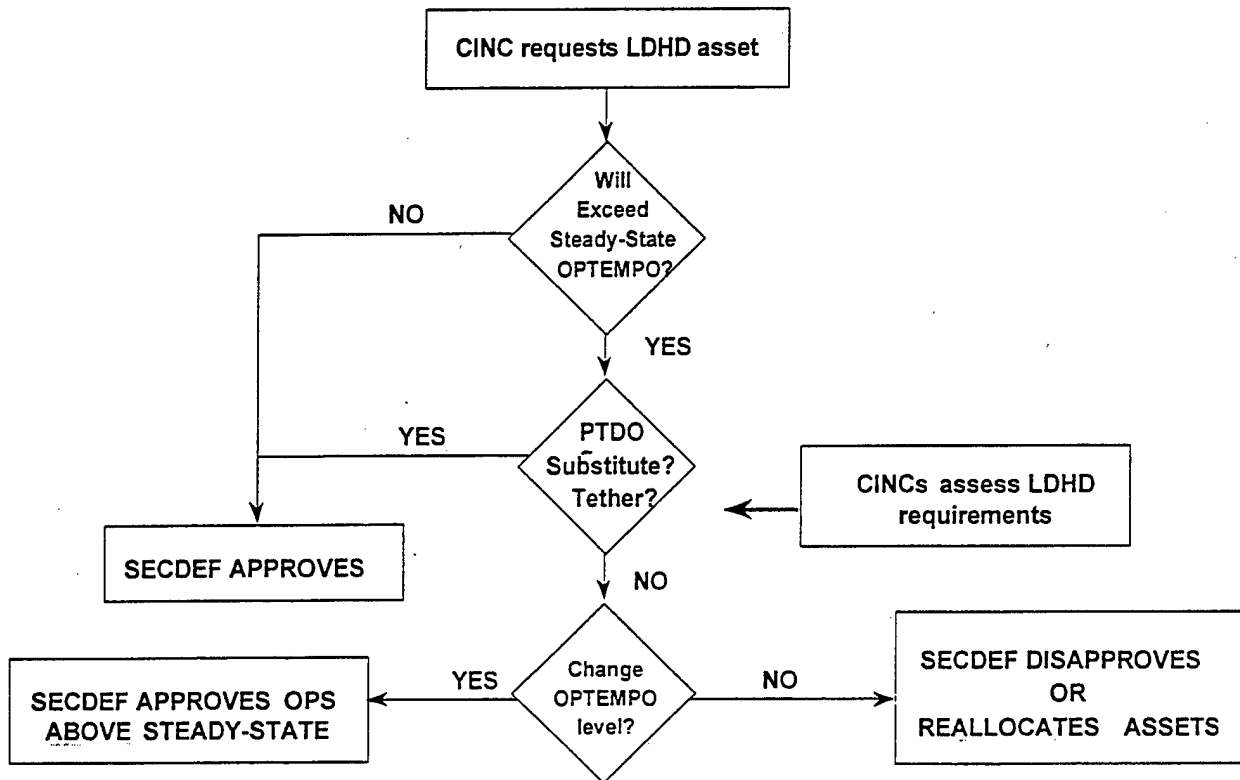 CINC requests LDHD asset
Will
Exceed
Steady-State
OPTEMPO?
NO
YES
PTDO
Substitute?
Tether?
YES
CINCs assess LDHD
requirements
SECDEF APPROVES
NO
Change
OPTEMPO
level?
YES
NO
SECDEF APPROVES OPS
ABOVE STEADY-STATE
SECDEF DISAPPROVES
OR
REALLOCATES ASSETS